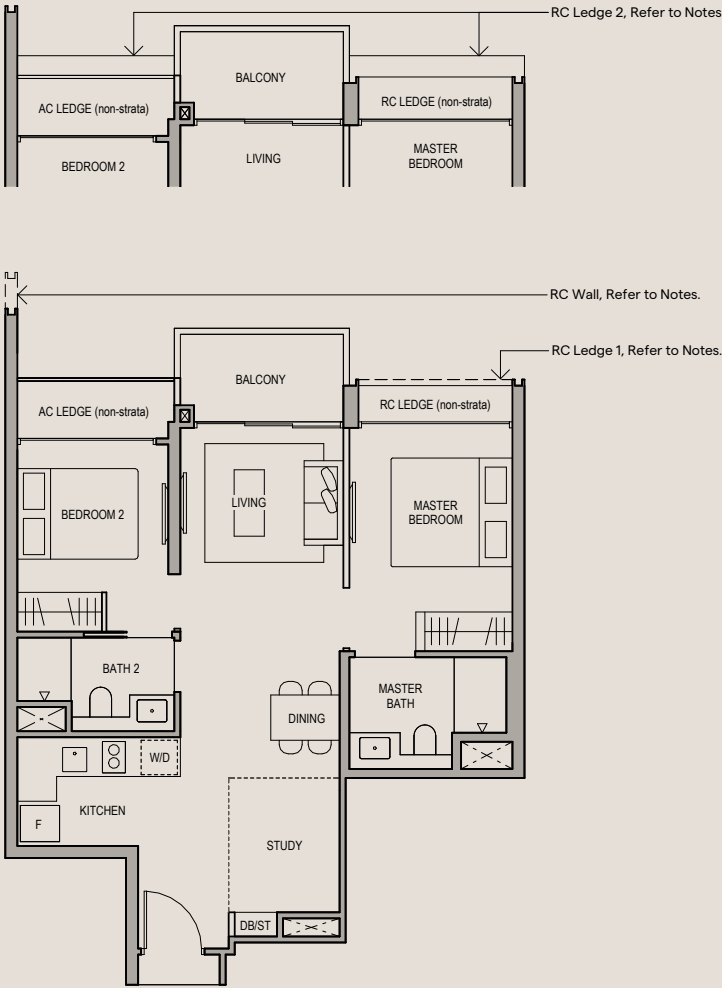 RC Ledge 2, Refer to Notes
BALCONY
AC LEDGE (non-strata)
RC LEDGE (non-strata)
BEDROOM 2
LIVING
MASTER
BEDROOM
RC Wall, Refer to Notes.
RC Ledge 1, Refer to Notes.
BALCONY
AC LEDGE (non-strata)
RC LEDGE (non-strata)
BEDROOM 2
LIVING
MASTER
BEDROOM
BATH 2
MASTER
BATH
DINING
W/D
KITCHEN
F
STUDY
DB/ST